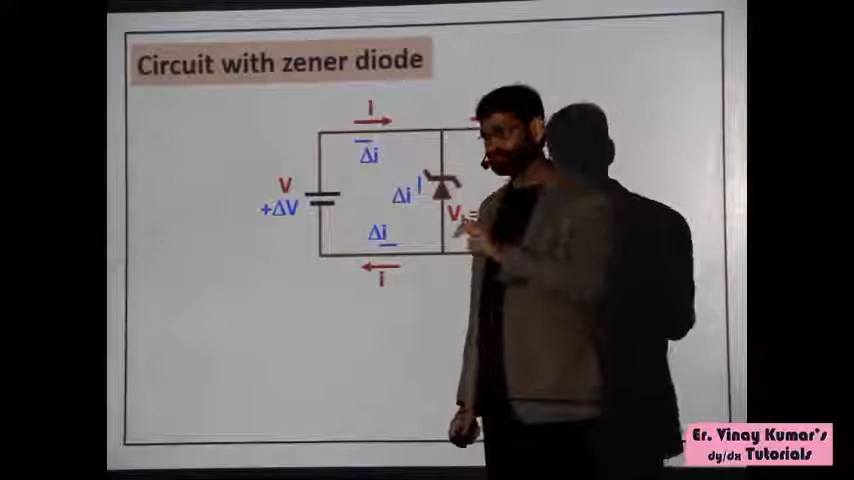 Circuit with zener diode
i
Δi
V
+ΔV
Δi
Δi
i
Er. Vinay Kumar's
dy/dx Tutorials